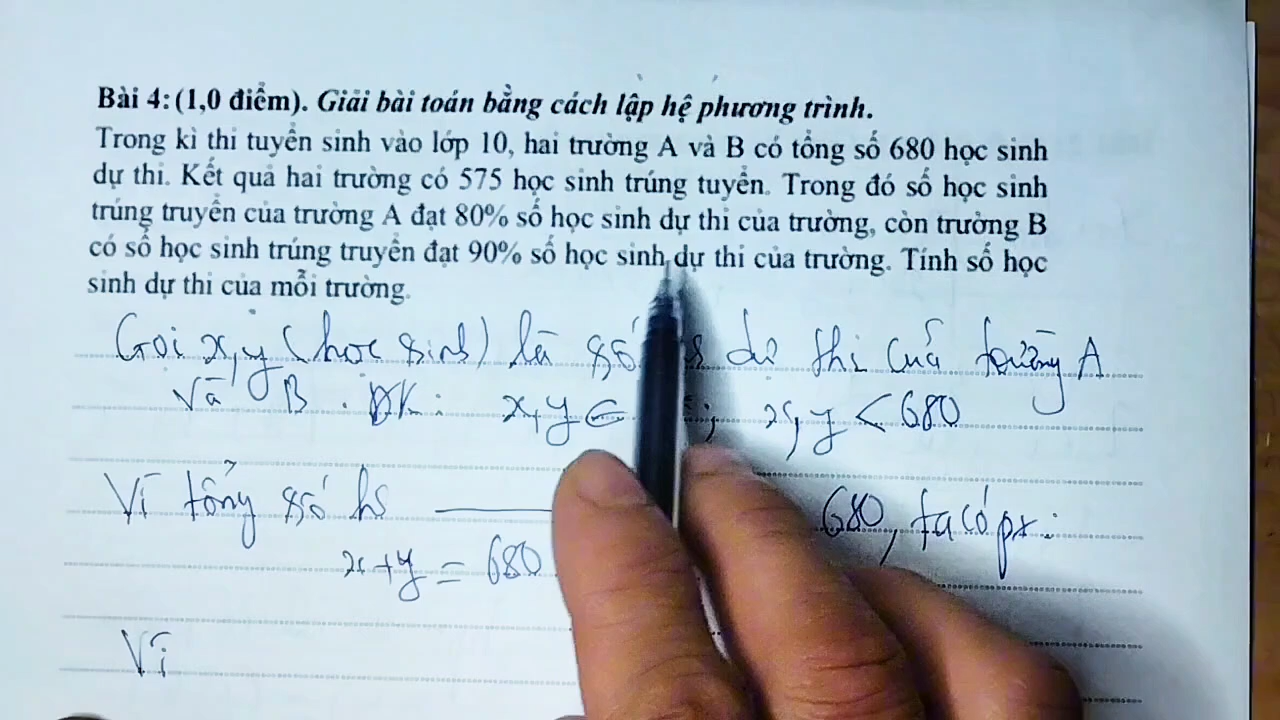 Bài 4: (1,0 điểm). Giải bài toán bằng cách lập hệ phương trình.
Trong kì thi tuyển sinh vào lớp 10, hai trường A và B có tổng số 680 học sinh
dự thi. Kết quả hai trường có 575 học sinh trúng tuyển. Trong đó số học sinh
trúng truyển của trường A đạt 80% số học sinh dự thi của trường, còn trường B
có số học sinh trúng truyển đạt 90% số học sinh dự thi của trường. Tính số học
sinh dự thi của mỗi trường.
Gọi x, y (học sinh) là số dự thi của trường A
và B. ĐK: x, y ∈ ; x, y < 680
Vì tổng số hs 680, ta có pt:
x + y = 680
Vì